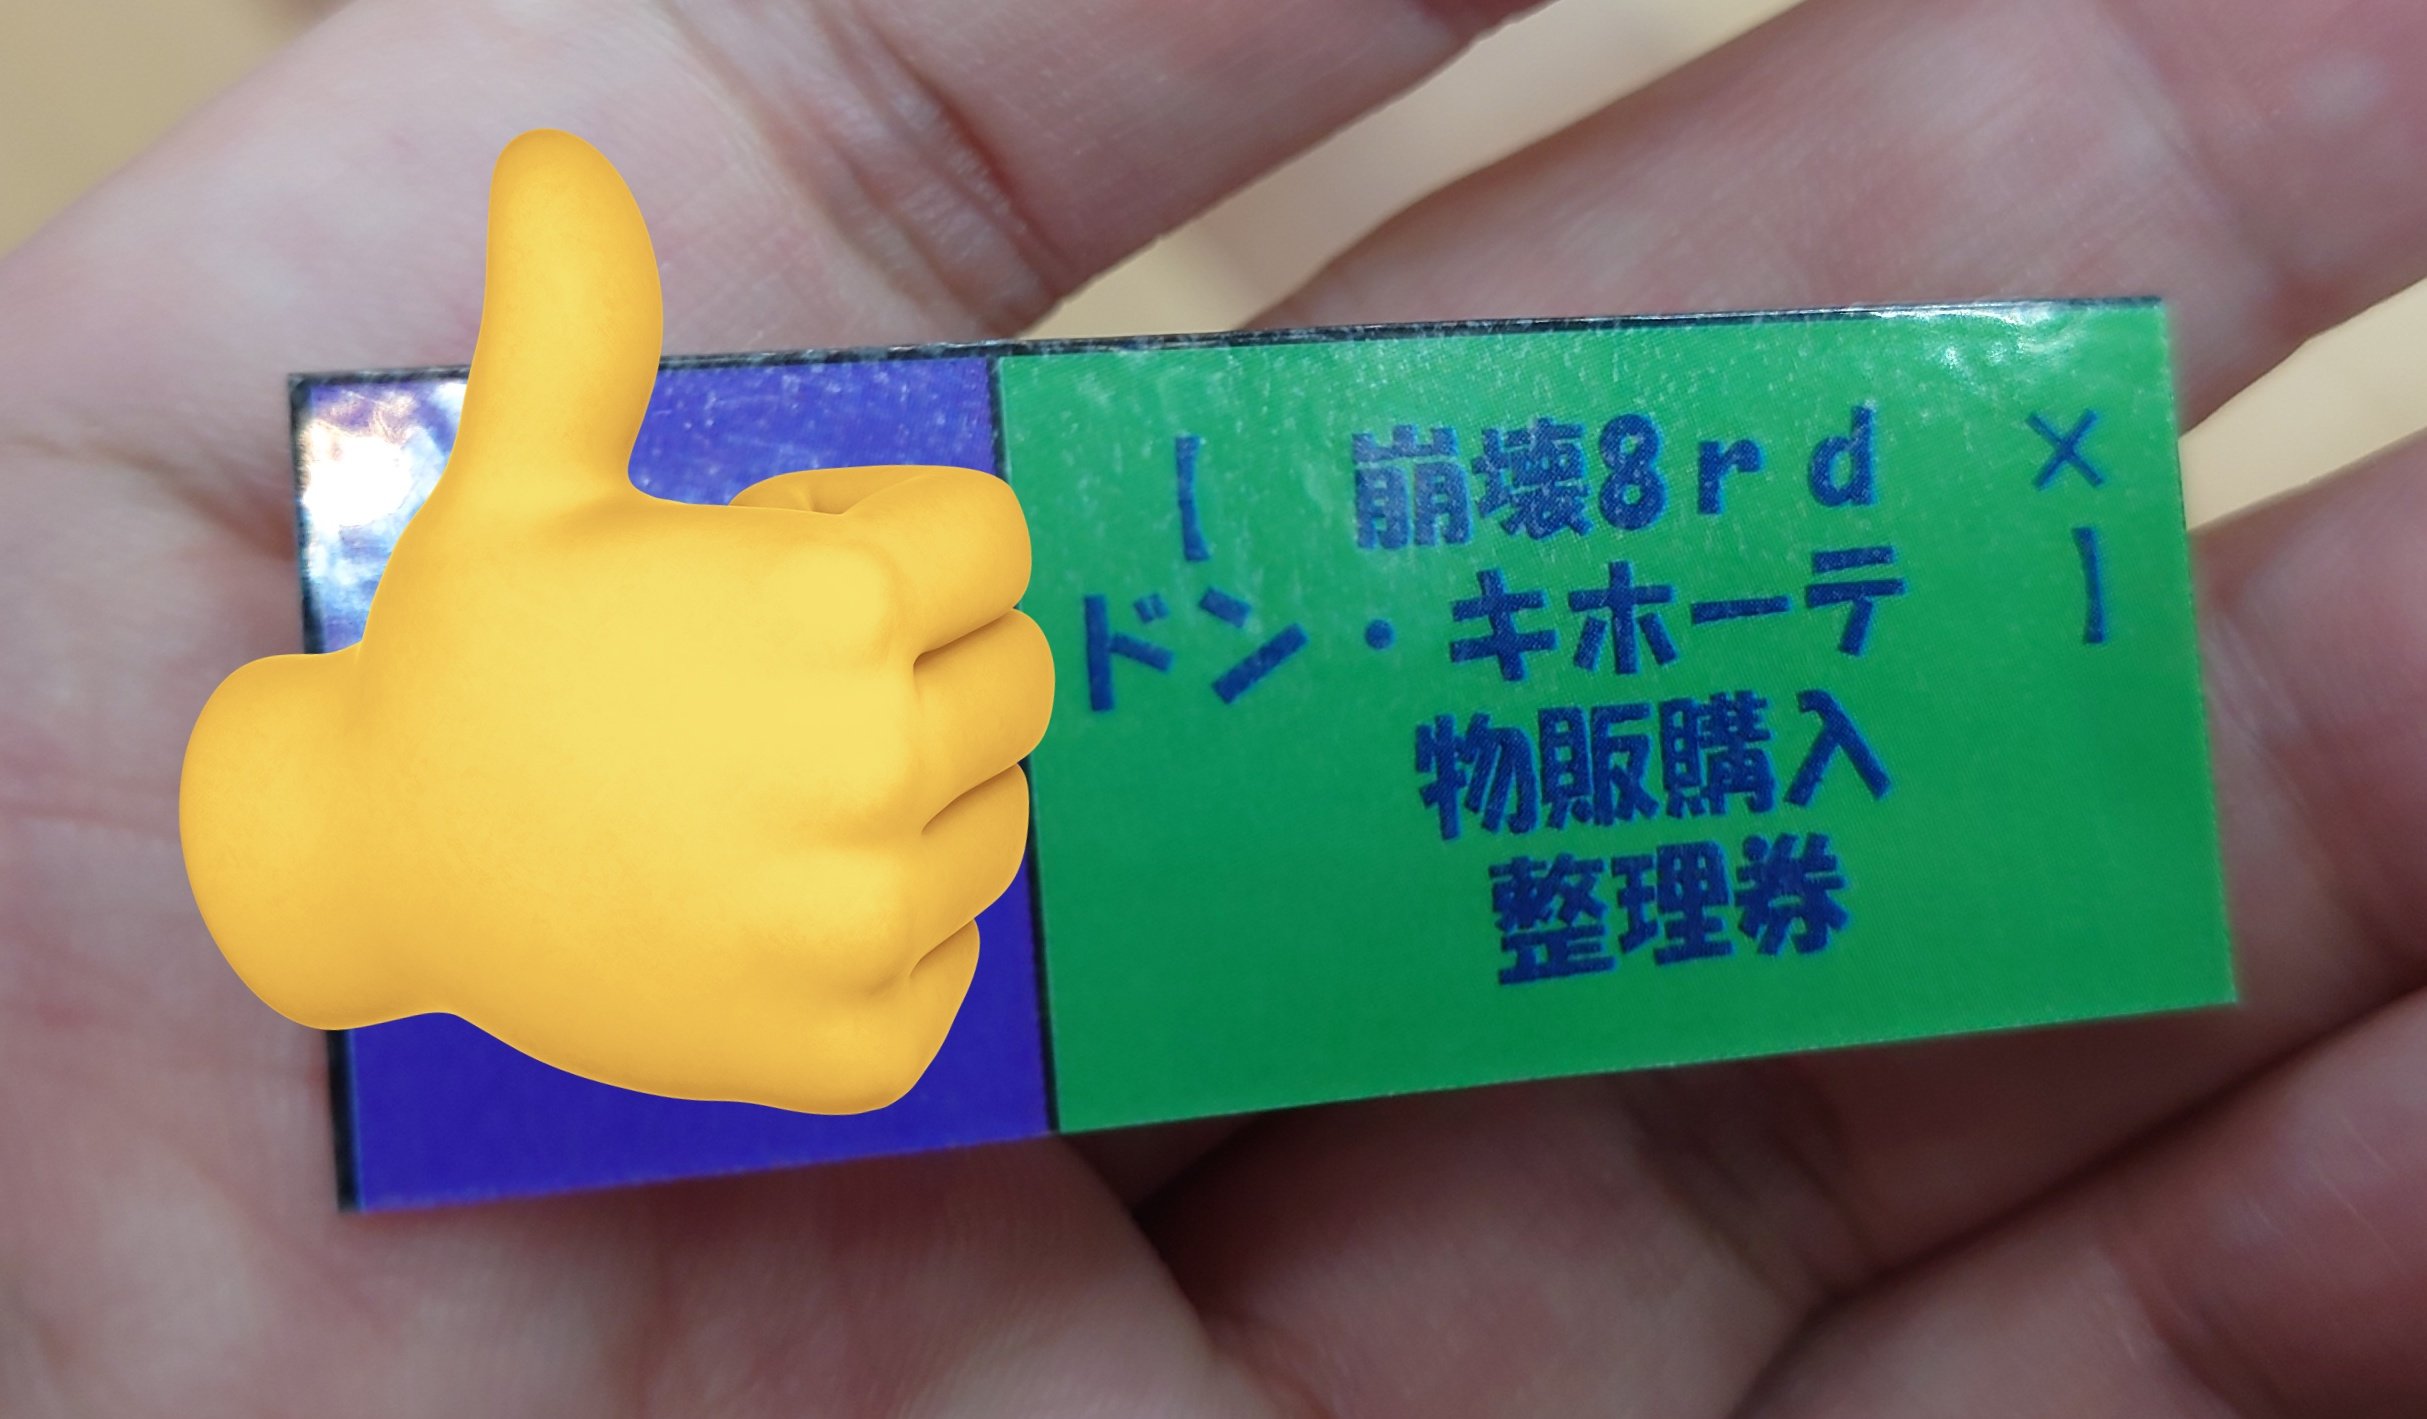 【 崩壊8rd ×
ドン・キホーテ 】
物販購入
整理券